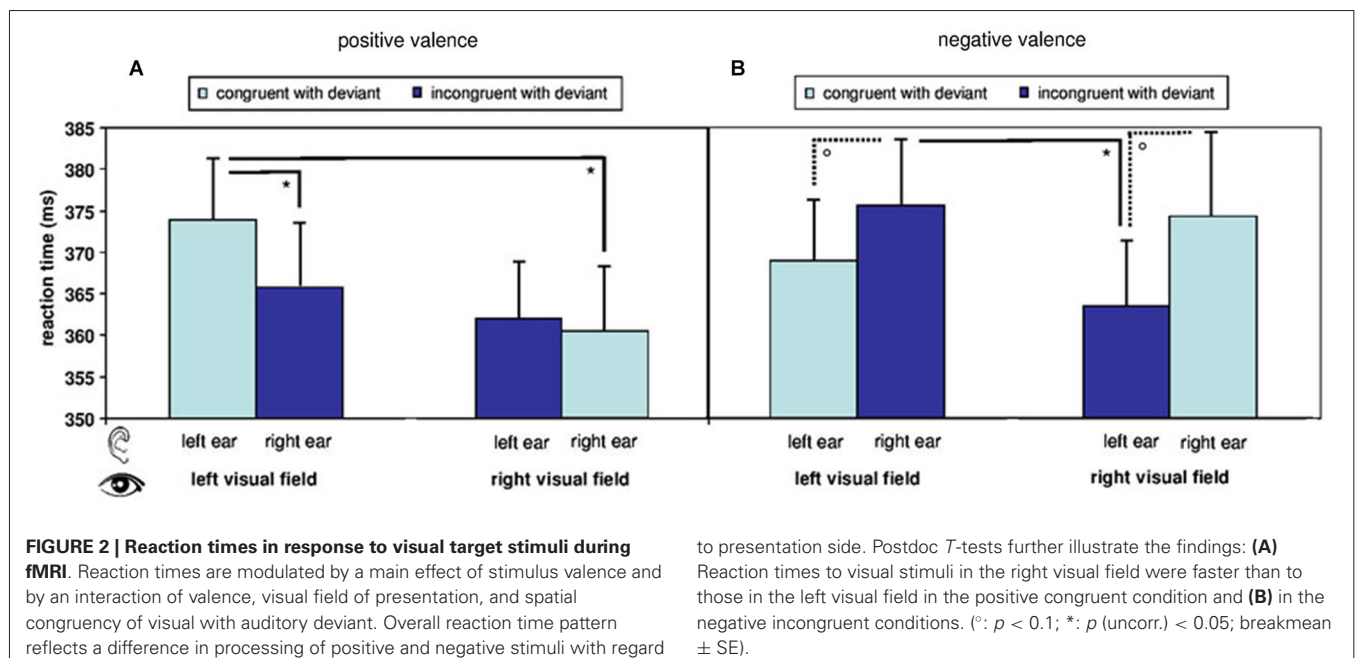 positive valence
negative valence
A
B
congruent with deviant incongruent with deviant
congruent with deviant incongruent with deviant
385
380
375
370
365
360
355
350
reaction time (ms)
*
*
°
*
°
left ear right ear left ear right ear left ear right ear left ear right ear
left visual field right visual field left visual field right visual field
FIGURE 2 | Reaction times in response to visual target stimuli during
fMRI. Reaction times are modulated by a main effect of stimulus valence and
by an interaction of valence, visual field of presentation, and spatial
congruency of visual with auditory deviant. Overall reaction time pattern
reflects a difference in processing of positive and negative stimuli with regard
to presentation side. Postdoc T-tests further illustrate the findings: (A)
Reaction times to visual stimuli in the right visual field were faster than to
those in the left visual field in the positive congruent condition and (B) in the
negative incongruent conditions. (°: p < 0.1; *: p (uncorr.) < 0.05; breakmean
± SE).